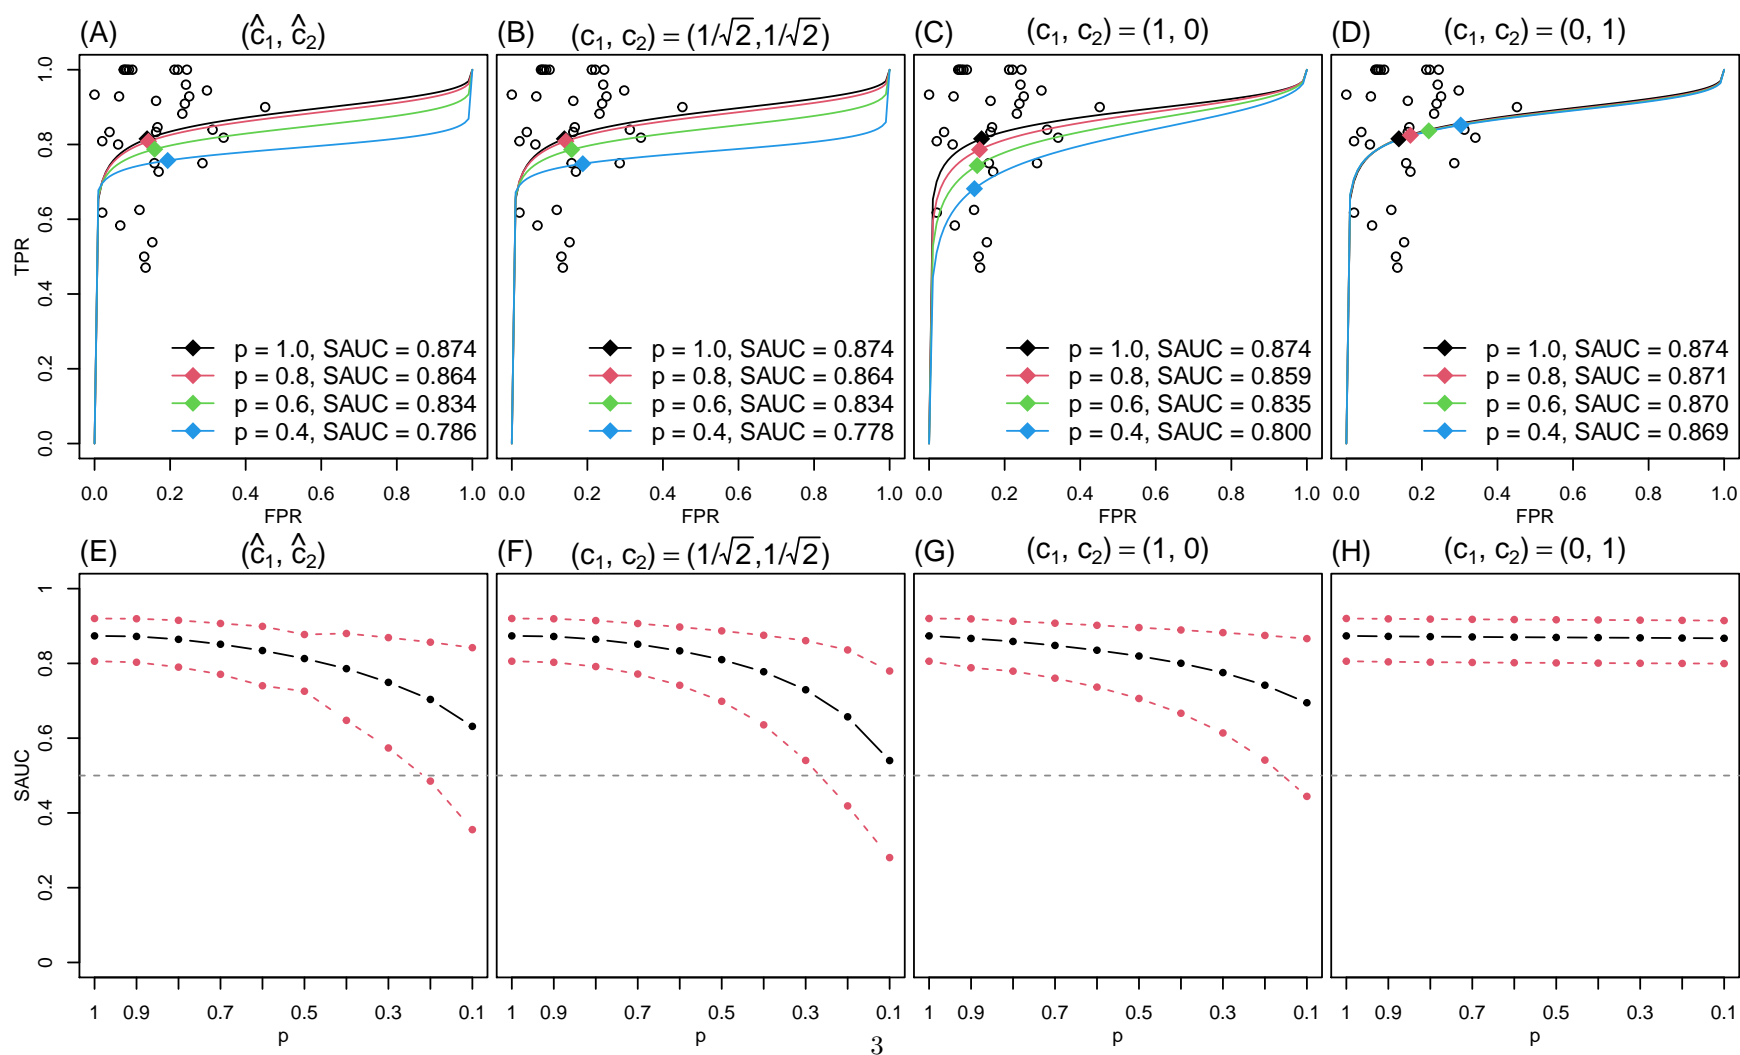 (A) (ĉ₁, ĉ₂) (B) (c₁, c₂) = (1/√2,1/√2) (C) (c₁, c₂) = (1, 0) (D) (c₁, c₂) = (0, 1)
TPR
0.0 0.2 0.4 0.6 0.8 1.0
p = 1.0, SAUC = 0.874
p = 0.8, SAUC = 0.864
p = 0.6, SAUC = 0.834
p = 0.4, SAUC = 0.786
p = 1.0, SAUC = 0.874
p = 0.8, SAUC = 0.864
p = 0.6, SAUC = 0.834
p = 0.4, SAUC = 0.778
p = 1.0, SAUC = 0.874
p = 0.8, SAUC = 0.859
p = 0.6, SAUC = 0.835
p = 0.4, SAUC = 0.800
p = 1.0, SAUC = 0.874
p = 0.8, SAUC = 0.871
p = 0.6, SAUC = 0.870
p = 0.4, SAUC = 0.869
0.0 0.2 0.4 0.6 0.8 1.0 0.0 0.2 0.4 0.6 0.8 1.0 0.0 0.2 0.4 0.6 0.8 1.0 0.0 0.2 0.4 0.6 0.8 1.0
FPR FPR FPR FPR
(E) (ĉ₁, ĉ₂) (F) (c₁, c₂) = (1/√2,1/√2) (G) (c₁, c₂) = (1, 0) (H) (c₁, c₂) = (0, 1)
SAUC
0 0.2 0.4 0.6 0.8 1
1 0.9 0.7 0.5 0.3 0.1 1 0.9 0.7 0.5 0.3 0.1 1 0.9 0.7 0.5 0.3 0.1 1 0.9 0.7 0.5 0.3 0.1
p p p p
3